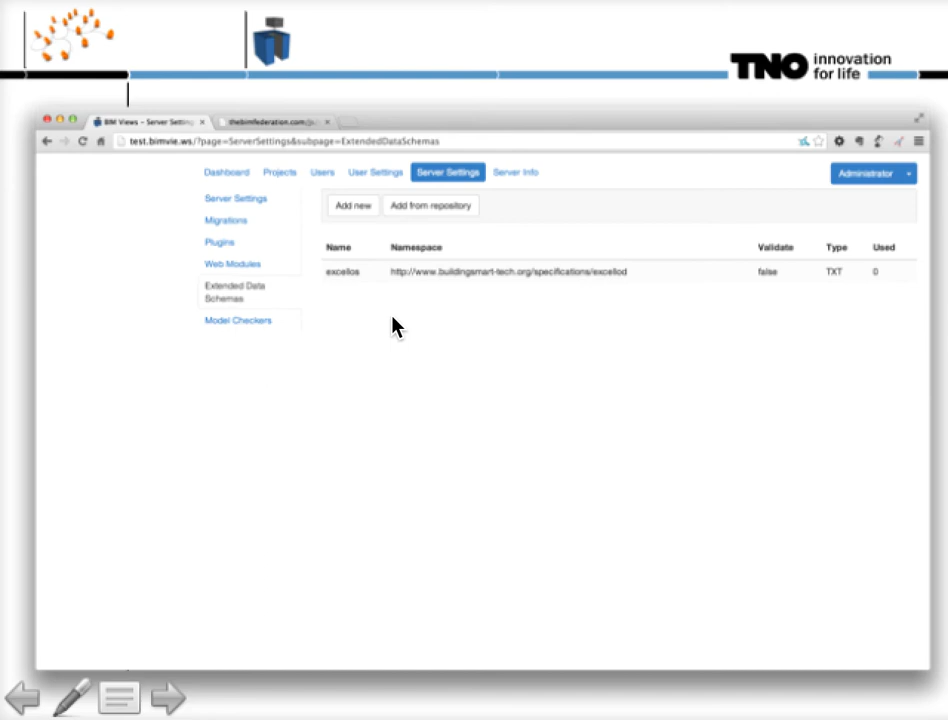 TNO innovation
for life
BIM Views - Server Setting
thebimfederation.com/js
test.bimvie.ws/?page=ServerSettings&subpage=ExtendedDataSchemas
Dashboard Projects Users User Settings Server Settings Server Info Administrator
Server Settings
Migrations
Plugins
Web Modules
Extended Data
Schemas
Model Checkers
Add new Add from repository
Name Namespace Validate Type Used
excellos http://www.buildingsmart-tech.org/specifications/excellod false TXT 0